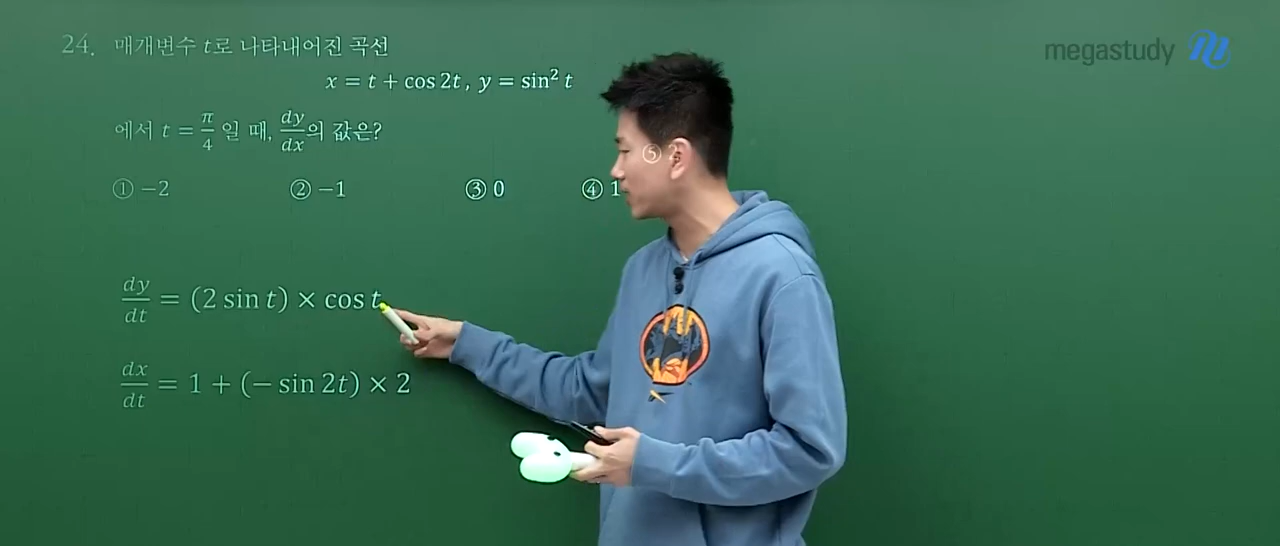 24. 매개변수 t로 나타내어진 곡선
megastudy
x = t + cos 2t, y = sin² t
에서 t = π/4 일 때, dy/dx의 값은?
① −2 ② −1 ③ 0 ④ 1 ⑤
dy/dt = (2 sin t) × cos t
dx/dt = 1 + (− sin 2t) × 2